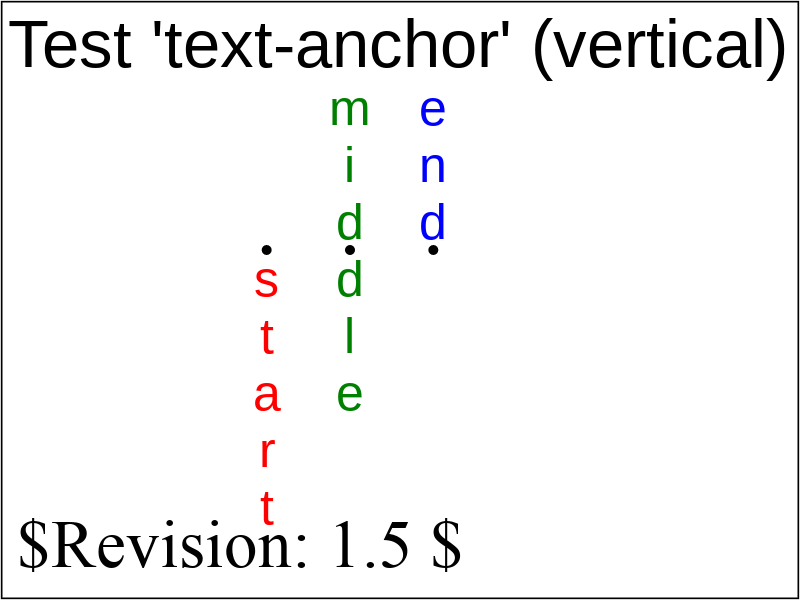 Test 'text-anchor' (vertical)
start
middle
end
$Revision: 1.5 $